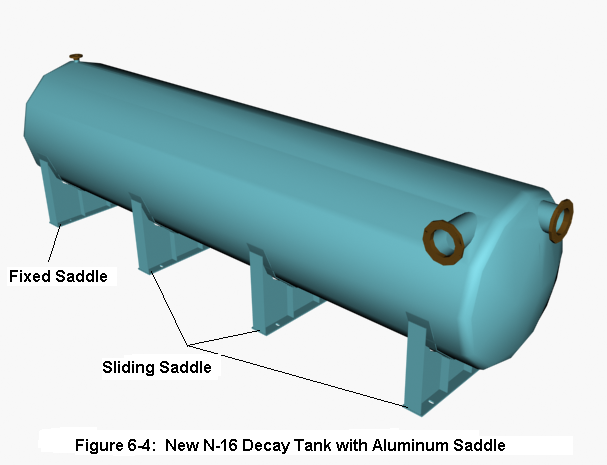 Fixed Saddle
Sliding Saddle
Figure 6-4:  New N-16 Decay Tank with Aluminum Saddle